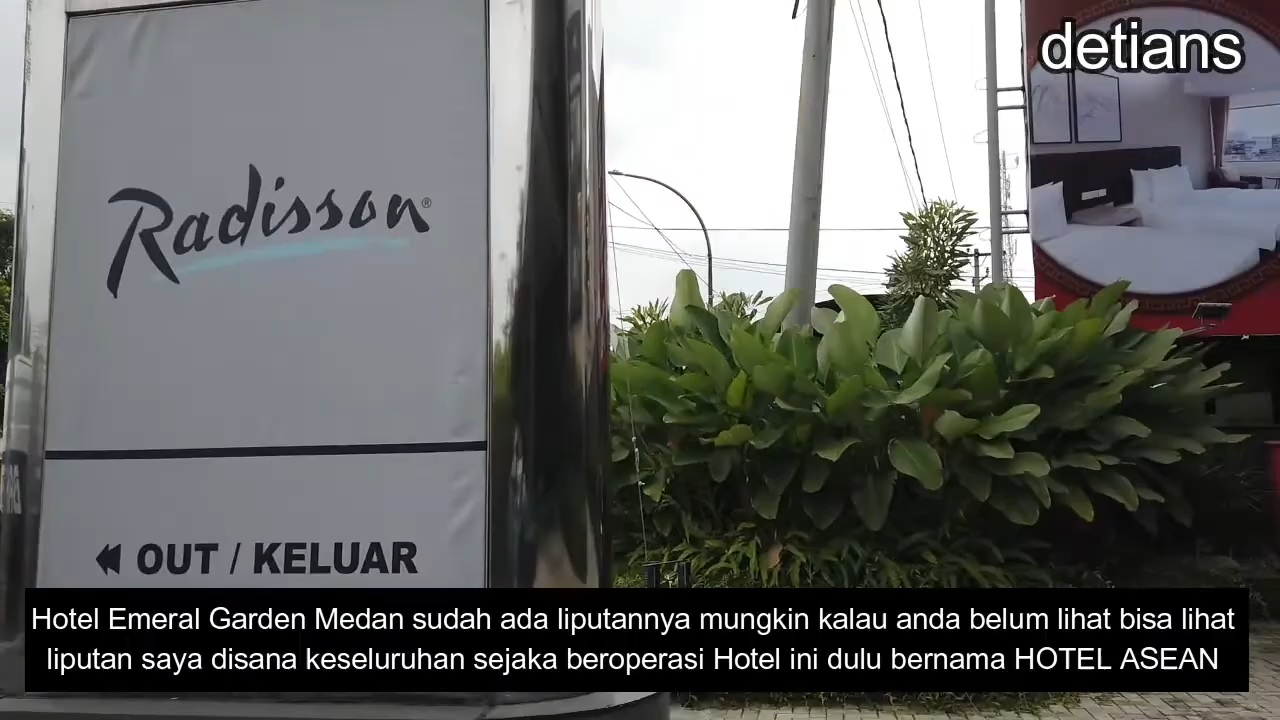 detians
Radisson®
OUT / KELUAR
Hotel Emeral Garden Medan sudah ada liputannya mungkin kalau anda belum lihat bisa lihat
liputan saya disana keseluruhan sejaka beroperasi Hotel ini dulu bernama HOTEL ASEAN